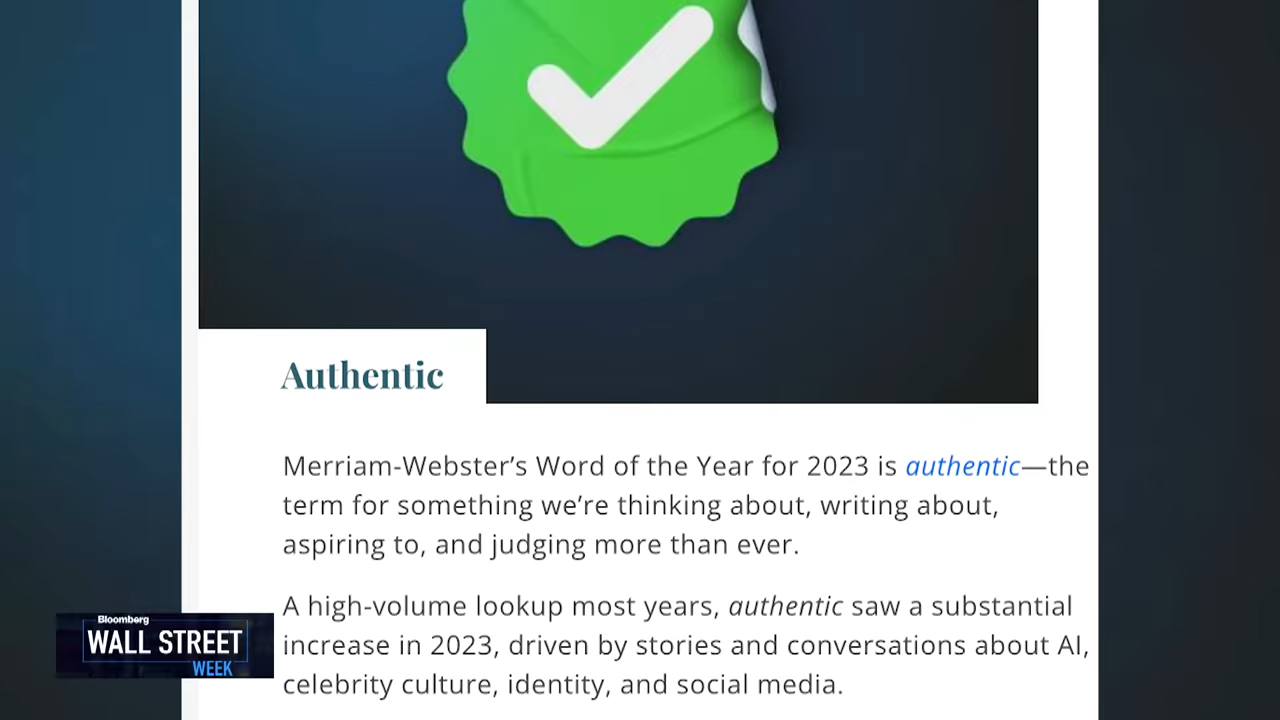 Authentic
Merriam-Webster’s Word of the Year for 2023 is authentic—the
term for something we’re thinking about, writing about,
aspiring to, and judging more than ever.
A high-volume lookup most years, authentic saw a substantial
increase in 2023, driven by stories and conversations about AI,
celebrity culture, identity, and social media.
Bloomberg
WALL STREET
WEEK